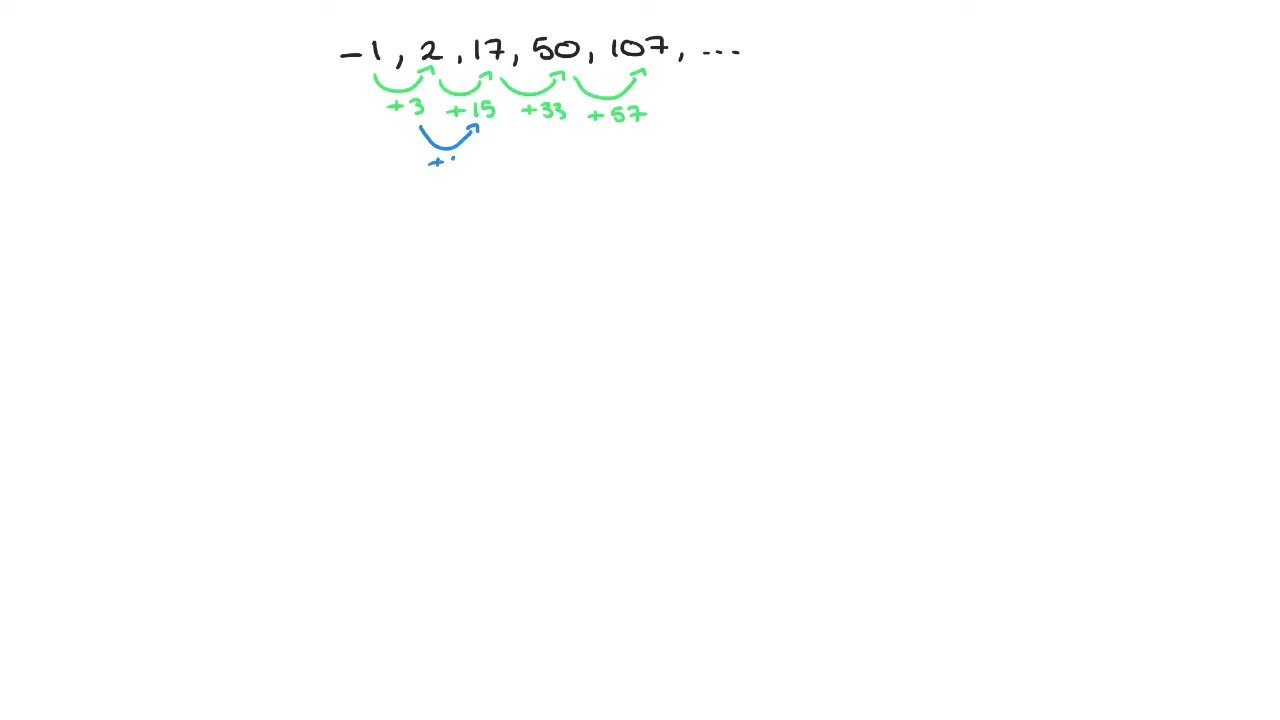 -1, 2, 17, 50, 107, ...
+3 +15 +33 +57
+